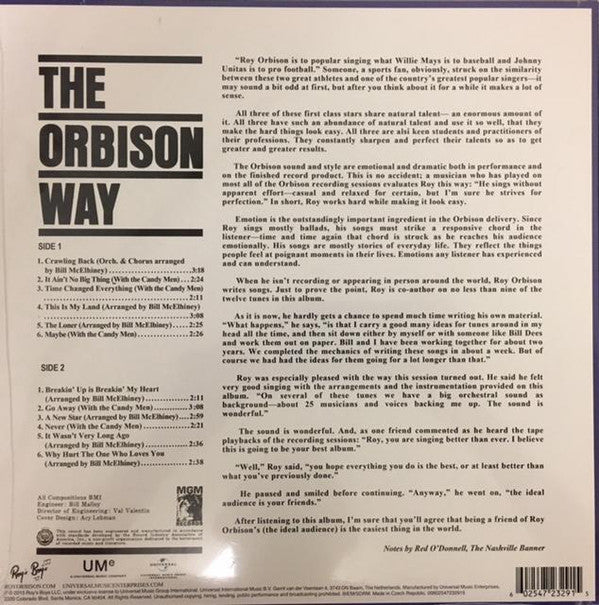 THE
ORBISON
WAY
SIDE 1
1. Crawling Back (Orch. & Chorus arranged
by Bill McElhiney)........................3:18
2. It Ain't No Big Thing (With the Candy Men)...2:24
3. Time Changed Everything (With the Candy Men)
........................2:11
4. This Is My Land (Arranged by Bill McElhiney)
........................3:08
5. The Loner (Arranged by Bill McElhiney).....2:25
6. Maybe (With the Candy Men).............2:26
SIDE 2
1. Breakin' Up is Breakin' My Heart
(Arranged by Bill McElhiney)............2:11
2. Go Away (With the Candy Men)..........3:08
3. A New Star (Arranged by Bill McElhiney)...2:59
4. Never (With the Candy Men).............2:21
5. It Wasn't Very Long Ago
(Arranged by Bill McElhiney)............2:36
6. Why Hurt The One Who Loves You
(Arranged by Bill McElhiney)............2:38
All Compositions BMI
Engineer: Bill Malloy
Director of Engineering: Val Valentin
Cover Design: Acy Lehman
MGM
RECORDS
"Roy Orbison is to popular singing what Willie Mays is to baseball and Johnny
Unitas is to pro football." Someone, a sports fan, obviously, struck on the similarity
between these two great athletes and one of the country's greatest popular singers—it
may sound a bit odd at first, but after you think about it for a while it makes a lot of
sense.
All three of these first class stars share natural talent— an enormous amount of
it. All three have such an abundance of natural talent and use it so well, that they
make the hard things look easy. All three are alsi keen students and practitioners of
their professions. They constantly sharpen and perfect their talents so as to get
greater and greater results.
The Orbison sound and style are emotional and dramatic both in performance and
on the finished record product. This is no accident; a musician who has played on
most all of the Orbison recording sessions evaluates Roy this way: "He sings without
apparent effort—casual and relaxed for certain, but I'm sure he strives for
perfection." In short, Roy works hard while making it look easy.
Emotion is the outstandingly important ingredient in the Orbison delivery. Since
Roy sings mostly ballads, his songs must strike a responsive chord in the
listener—time and time again that chord is struck as he reaches his audience
emotionally. His songs are mostly stories of everyday life. They reflect the things
people feel at poignant moments in their lives. Emotions any listener has experienced
and can understand.
When he isn't recording or appearing in person around the world, Roy Orbison
writes songs. Just to prove the point, Roy is co-author on no less than nine of the
twelve tunes in this album.
As it is now, he hardly gets a chance to spend much time writing his own material.
"What happens," he says, "is that I carry a good many ideas for tunes around in my
head all the time, and then sit down either by myself or with someone like Bill Dees
and work them out on paper. Bill and I have been working together for about two
years. We completed the mechanics of writing these songs in about a week. But of
course we had had the ideas for them going for a lot longer than that."
Roy was especially pleased with the way this session turned out. He said he felt
very good singing with the arrangements and the instrumentation provided on this
album. "On several of these tunes we have a big orchestral sound as
background—about 25 musicians and voices backing me up. The sound is
wonderful."
The sound is wonderful. And, as one friend commented as he heard the tape
playbacks of the recording sessions: "Roy, you are singing better than ever. I believe
this is going to be your best album."
"Well," Roy said, "you hope everything you do is the best, or at least better than
what you've previously done."
He paused and smiled before continuing. "Anyway," he went on, "the ideal
audience is your friends."
After listening to this album, I'm sure that you'll agree that being a friend of Roy
Orbison's (the ideal audience) is the easiest thing in the world.
Notes by Red O'Donnell, The Nashville Banner
Roy's Boys
UMe
UNIVERSAL
ROYORBISON.COM UNIVERSALMUSICENTERPRISES.COM
6 02547 23291 5